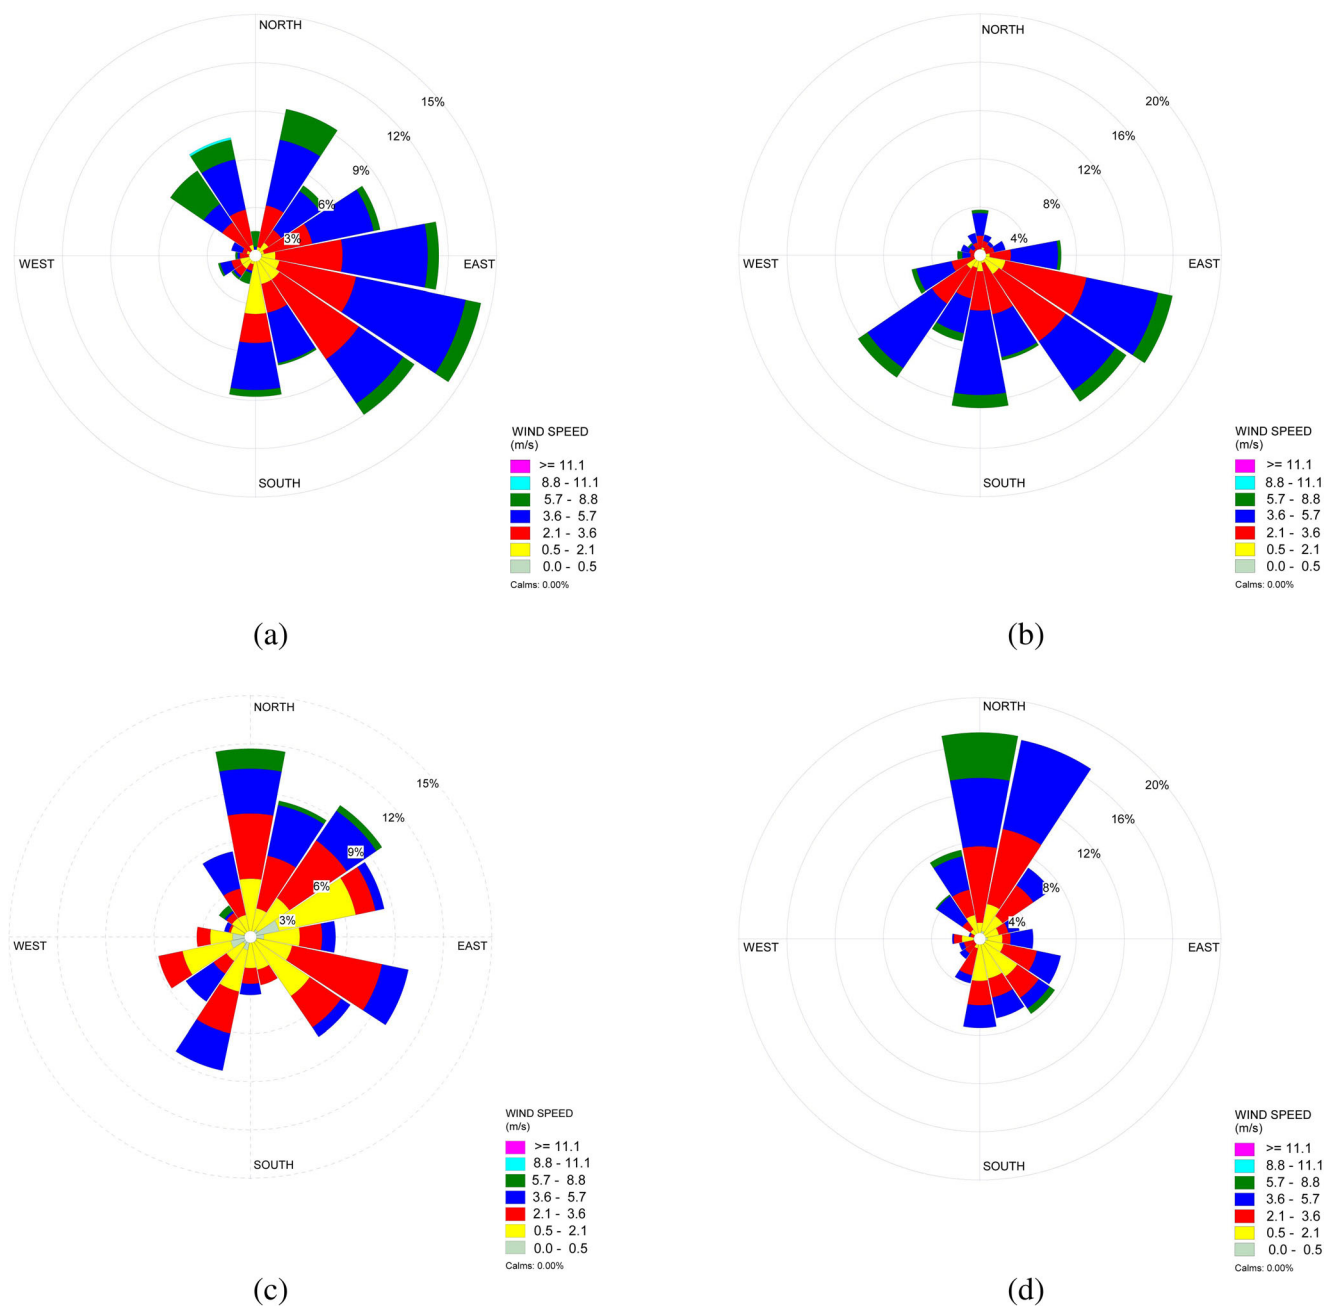 NORTH
15%
12%
9%
6%
3%
WEST
EAST
SOUTH
WIND SPEED
(m/s)
>= 11.1
8.8 - 11.1
5.7 - 8.8
3.6 - 5.7
2.1 - 3.6
0.5 - 2.1
0.0 - 0.5
Calms: 0.00%
(a)
NORTH
20%
16%
12%
8%
4%
WEST
EAST
SOUTH
WIND SPEED
(m/s)
>= 11.1
8.8 - 11.1
5.7 - 8.8
3.6 - 5.7
2.1 - 3.6
0.5 - 2.1
0.0 - 0.5
Calms: 0.00%
(b)
NORTH
15%
12%
9%
6%
3%
WEST
EAST
SOUTH
WIND SPEED
(m/s)
>= 11.1
8.8 - 11.1
5.7 - 8.8
3.6 - 5.7
2.1 - 3.6
0.5 - 2.1
0.0 - 0.5
Calms: 0.00%
(c)
NORTH
20%
16%
12%
8%
4%
WEST
EAST
SOUTH
WIND SPEED
(m/s)
>= 11.1
8.8 - 11.1
5.7 - 8.8
3.6 - 5.7
2.1 - 3.6
0.5 - 2.1
0.0 - 0.5
Calms: 0.00%
(d)